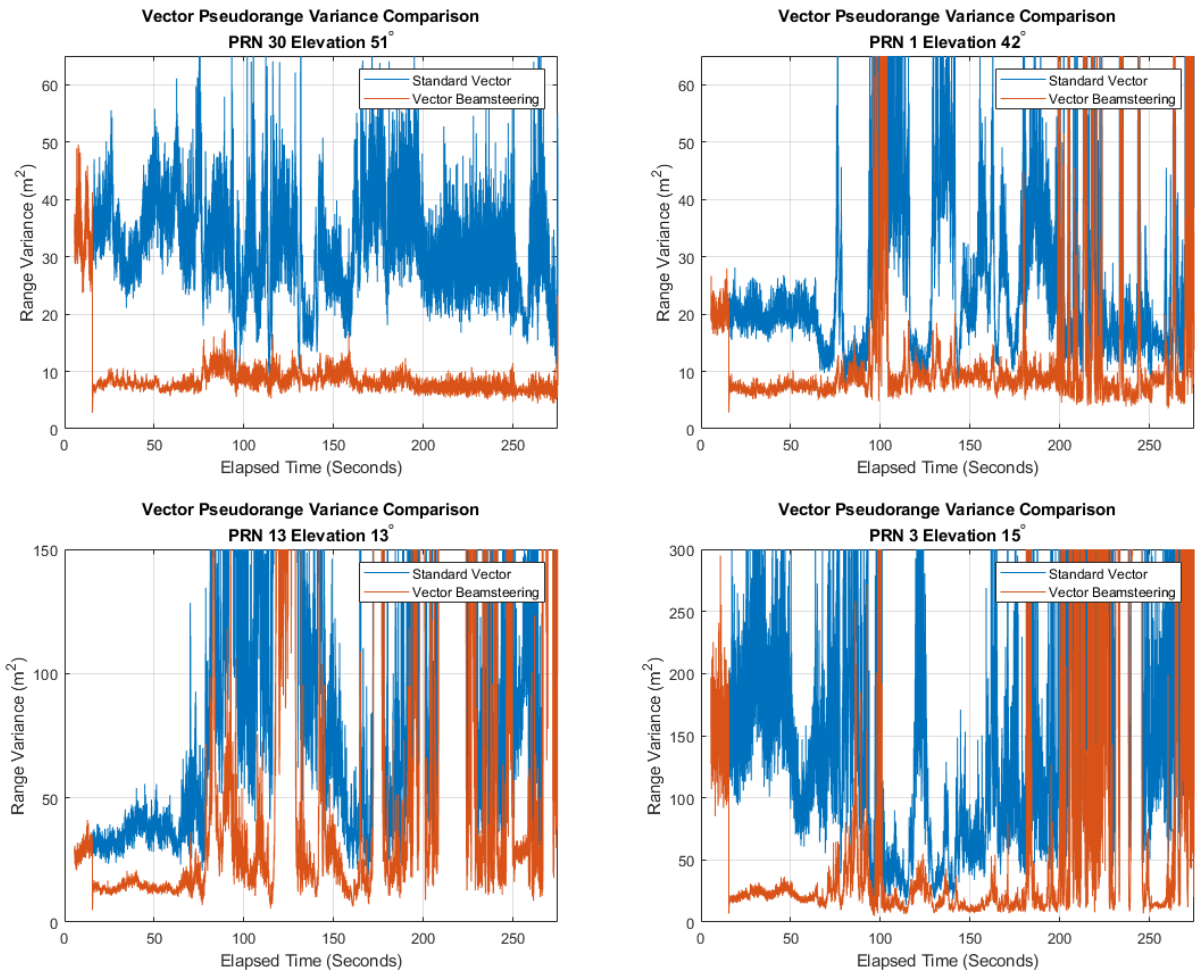 Vector Pseudorange Variance Comparison
PRN 30 Elevation 51°
Range Variance (m²)
60
50
40
30
20
10
0
Standard Vector
Vector Beamsteering
0 50 100 150 200 250
Elapsed Time (Seconds)
Vector Pseudorange Variance Comparison
PRN 1 Elevation 42°
Range Variance (m²)
60
50
40
30
20
10
0
Standard Vector
Vector Beamsteering
0 50 100 150 200 250
Elapsed Time (Seconds)
Vector Pseudorange Variance Comparison
PRN 13 Elevation 13°
Range Variance (m²)
150
100
50
0
Standard Vector
Vector Beamsteering
0 50 100 150 200 250
Elapsed Time (Seconds)
Vector Pseudorange Variance Comparison
PRN 3 Elevation 15°
Range Variance (m²)
300
250
200
150
100
50
0
Standard Vector
Vector Beamsteering
0 50 100 150 200 250
Elapsed Time (Seconds)